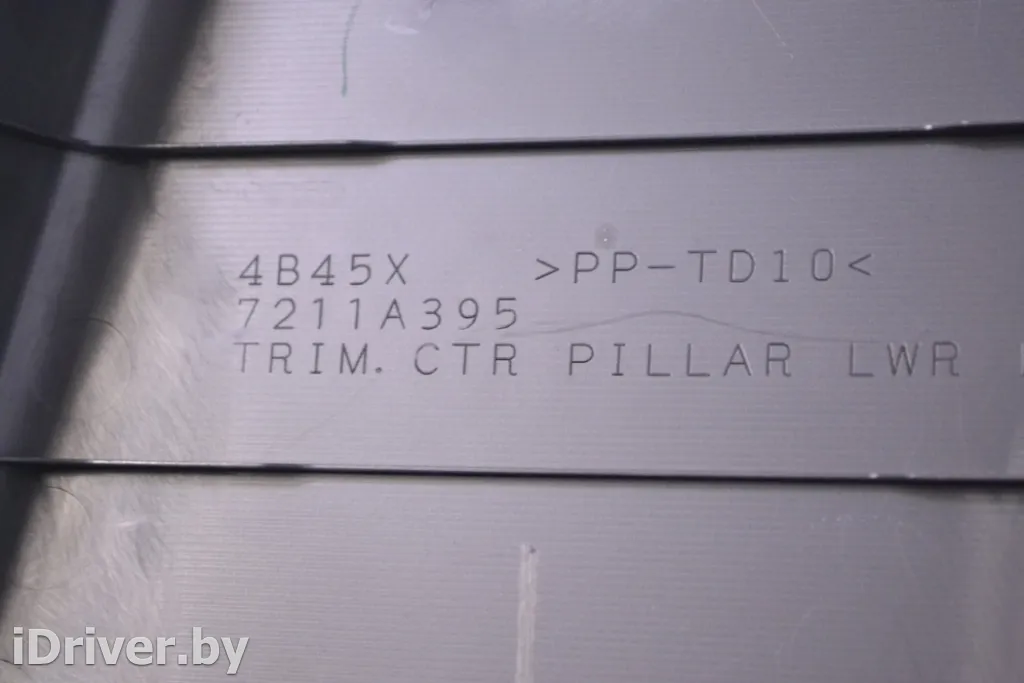 4B45X >PP-TD10<
7211A395
TRIM. CTR PILLAR LWR
iDriver.by